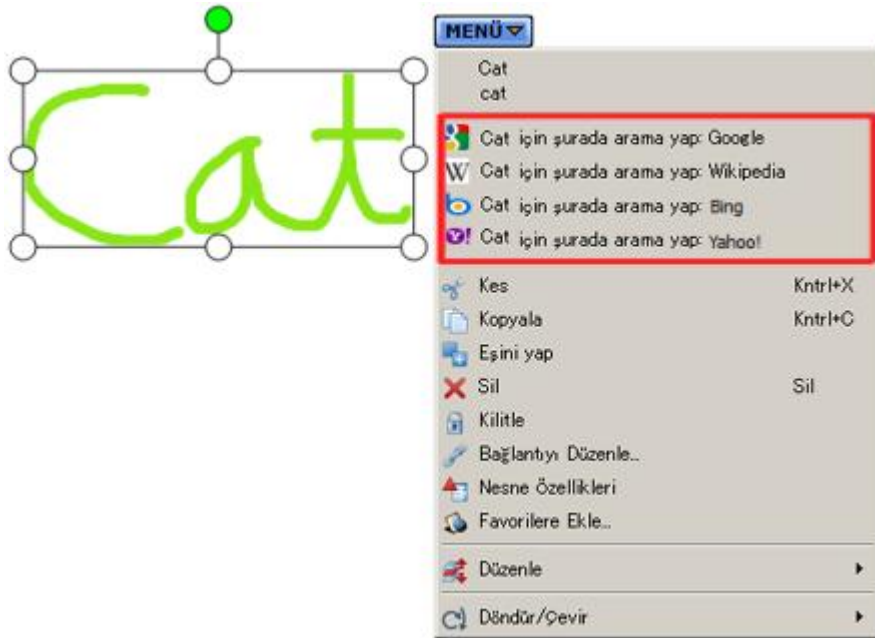 Cat
MENÜ
Cat
cat
Cat için şurada arama yap: Google
Cat için şurada arama yap: Wikipedia
Cat için şurada arama yap: Bing
Cat için şurada arama yap: Yahoo!
Kes Kntrl+X
Kopyala Kntrl+C
Eşini yap
Sil Sil
Kilitle
Bağlantıyı Düzenle...
Nesne Özellikleri
Favorilere Ekle...
Düzenle
Döndür/Çevir